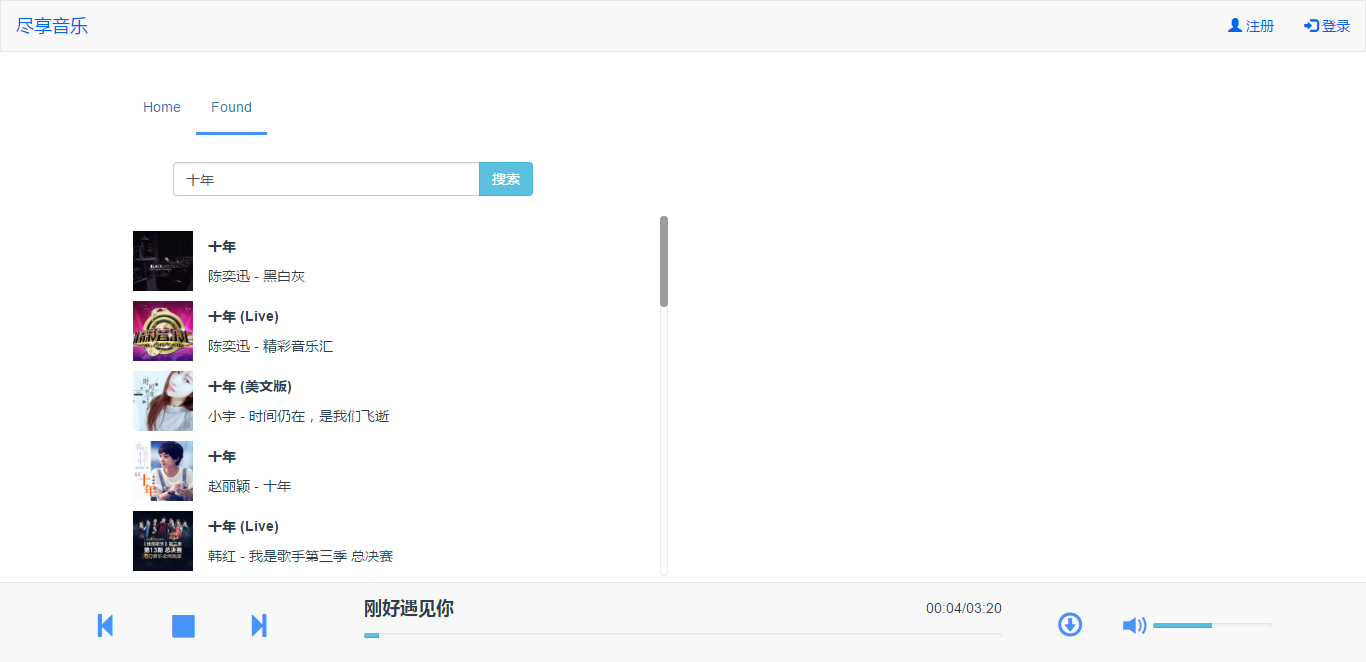 尽享音乐
注册 登录
Home Found
十年 搜索
十年
陈奕迅 - 黑白灰
十年 (Live)
陈奕迅 - 精彩音乐汇
十年 (美文版)
小宇 - 时间仍在，是我们飞逝
十年
赵丽颖 - 十年
十年 (Live)
韩红 - 我是歌手第三季 总决赛
刚好遇见你
00:04/03:20